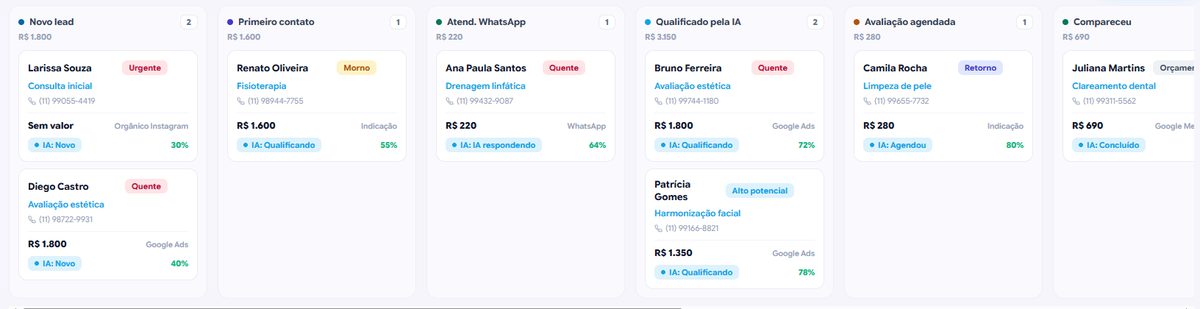 Novo lead 2
R$ 1.800
Larissa Souza Urgente
Consulta inicial
(11) 99055-4419
Sem valor Orgânico Instagram
IA: Novo 30%
Diego Castro Quente
Avaliação estética
(11) 98722-9931
R$ 1.800 Google Ads
IA: Novo 40%
Primeiro contato 1
R$ 1.600
Renato Oliveira Morno
Fisioterapia
(11) 98944-7755
R$ 1.600 Indicação
IA: Qualificando 55%
Atend. WhatsApp 1
R$ 220
Ana Paula Santos Quente
Drenagem linfática
(11) 99432-9087
R$ 220 WhatsApp
IA: IA respondendo 64%
Qualificado pela IA 2
R$ 3.150
Bruno Ferreira Quente
Avaliação estética
(11) 99744-1180
R$ 1.800 Google Ads
IA: Qualificando 72%
Patrícia
Gomes Alto potencial
Harmonização facial
(11) 99166-8821
R$ 1.350 Google Ads
IA: Qualificando 78%
Avaliação agendada 1
R$ 280
Camila Rocha Retorno
Limpeza de pele
(11) 99655-7732
R$ 280 Indicação
IA: Agendou 80%
Compareceu
R$ 690
Juliana Martins
Clareamento dental
(11) 99311-5562
R$ 690 Google
IA: Concluído